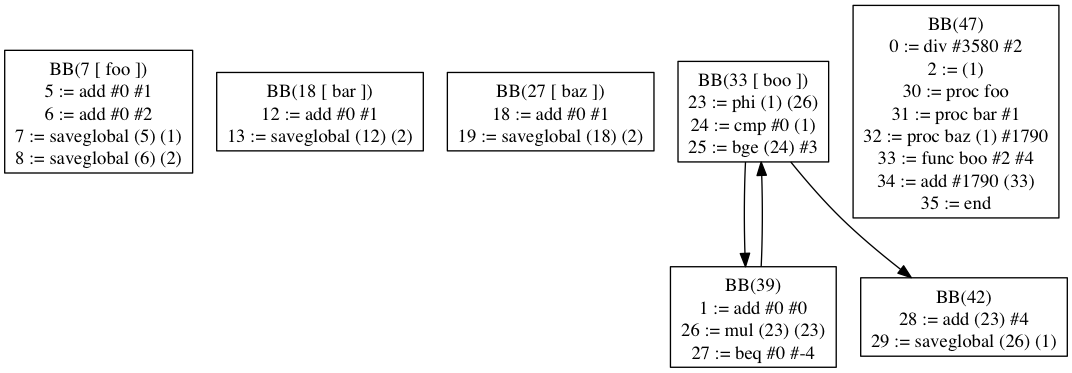 BB(7 [ foo ])
5 := add #0 #1
6 := add #0 #2
7 := saveglobal (5) (1)
8 := saveglobal (6) (2)
BB(18 [ bar ])
12 := add #0 #1
13 := saveglobal (12) (2)
BB(27 [ baz ])
18 := add #0 #1
19 := saveglobal (18) (2)
BB(33 [ boo ])
23 := phi (1) (26)
24 := cmp #0 (1)
25 := bge (24) #3
BB(47)
0 := div #3580 #2
2 := (1)
30 := proc foo
31 := proc bar #1
32 := proc baz (1) #1790
33 := func boo #2 #4
34 := add #1790 (33)
35 := end
BB(39)
1 := add #0 #0
26 := mul (23) (23)
27 := beq #0 #-4
BB(42)
28 := add (23) #4
29 := saveglobal (26) (1)